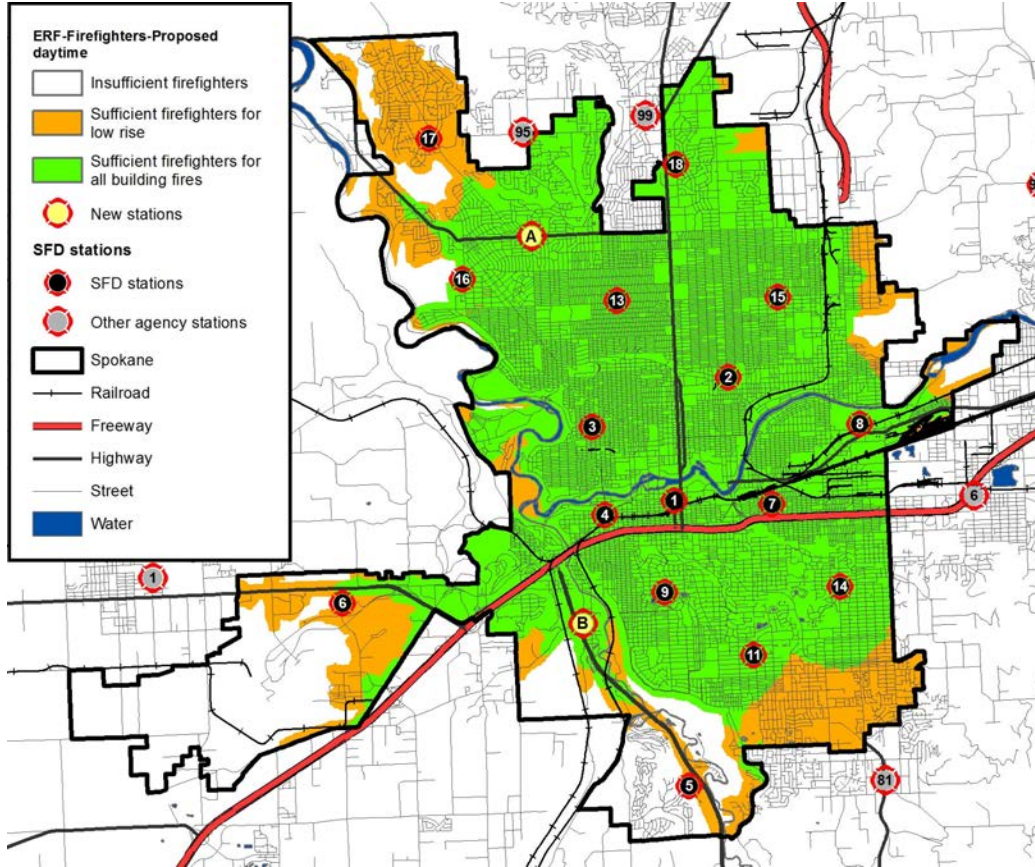 ERF-Firefighters-Proposed
daytime
Insufficient firefighters
Sufficient firefighters for
low rise
Sufficient firefighters for
all building fires
New stations
SFD stations
SFD stations
Other agency stations
Spokane
Railroad
Freeway
Highway
Street
Water
99
95
17
18
A
16
13
15
2
3
8
6
1
4
7
1
6
9
14
B
11
5
81